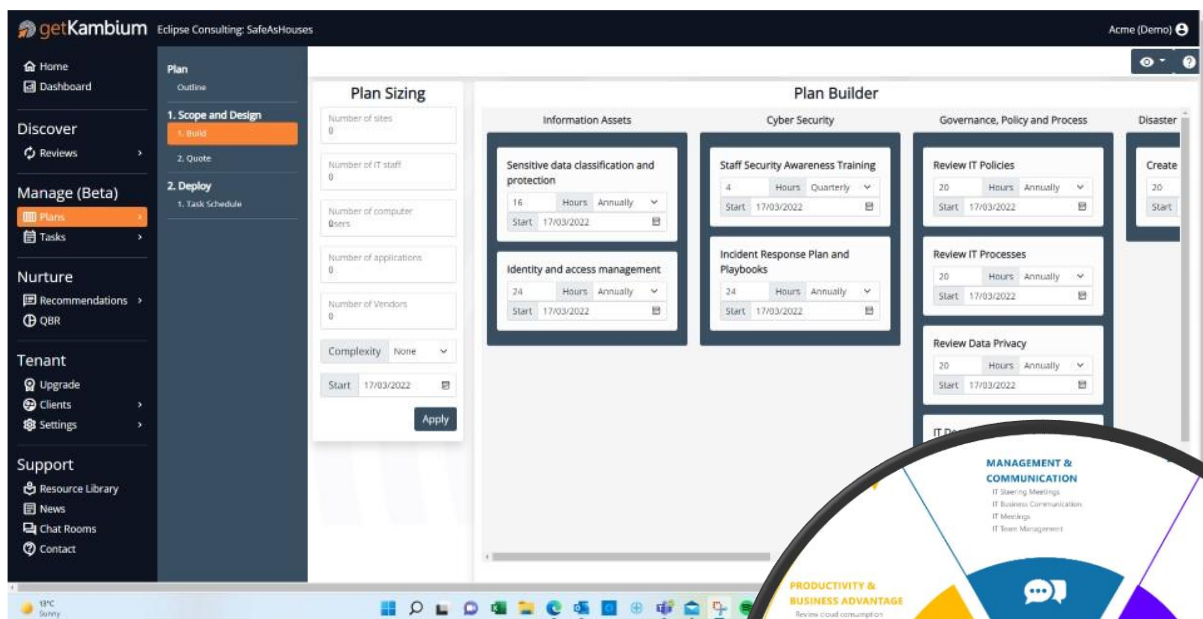 getKambium Eclipse Consulting: SafeAsHouses
Acme (Demo)
Home
Dashboard
Discover
Reviews
Manage (Beta)
Plans
Tasks
Nurture
Recommendations
QBR
Tenant
Upgrade
Clients
Settings
Support
Resource Library
News
Chat Rooms
Contact
Plan
Outline
1. Scope and Design
1. Build
2. Quote
2. Deploy
1. Task Schedule
Plan Sizing
Number of sites
0
Number of IT staff
0
Number of computer
users
0
Number of applications
0
Number of Vendors
0
Complexity None
Start 17/03/2022
Apply
Plan Builder
Information Assets
Sensitive data classification and
protection
16 Hours Annually
Start 17/03/2022
Identity and access management
24 Hours Annually
Start 17/03/2022
Cyber Security
Staff Security Awareness Training
4 Hours Quarterly
Start 17/03/2022
Incident Response Plan and
Playbooks
24 Hours Annually
Start 17/03/2022
Governance, Policy and Process
Review IT Policies
20 Hours Annually
Start 17/03/2022
Review IT Processes
20 Hours Annually
Start 17/03/2022
Review Data Privacy
20 Hours Annually
Start 17/03/2022
IT
Disaster
Create
20
Start
MANAGEMENT &
COMMUNICATION
IT Steering Meetings
IT Business Communication
IT Meetings
IT Team Management
PRODUCTIVITY &
BUSINESS ADVANTAGE
Review cloud consumption
13°C
Sunny